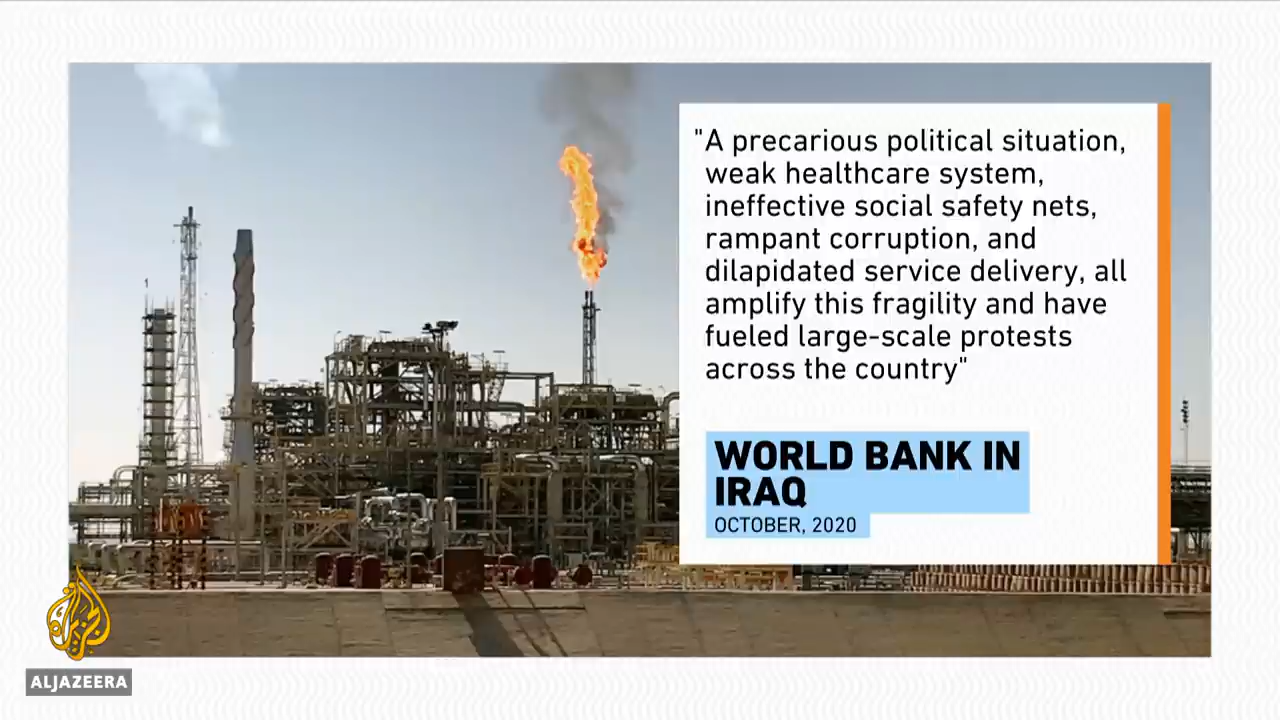 "A precarious political situation,
weak healthcare system,
ineffective social safety nets,
rampant corruption, and
dilapidated service delivery, all
amplify this fragility and have
fueled large-scale protests
across the country"
WORLD BANK IN
IRAQ
OCTOBER, 2020
الجزيرة
ALJAZEERA